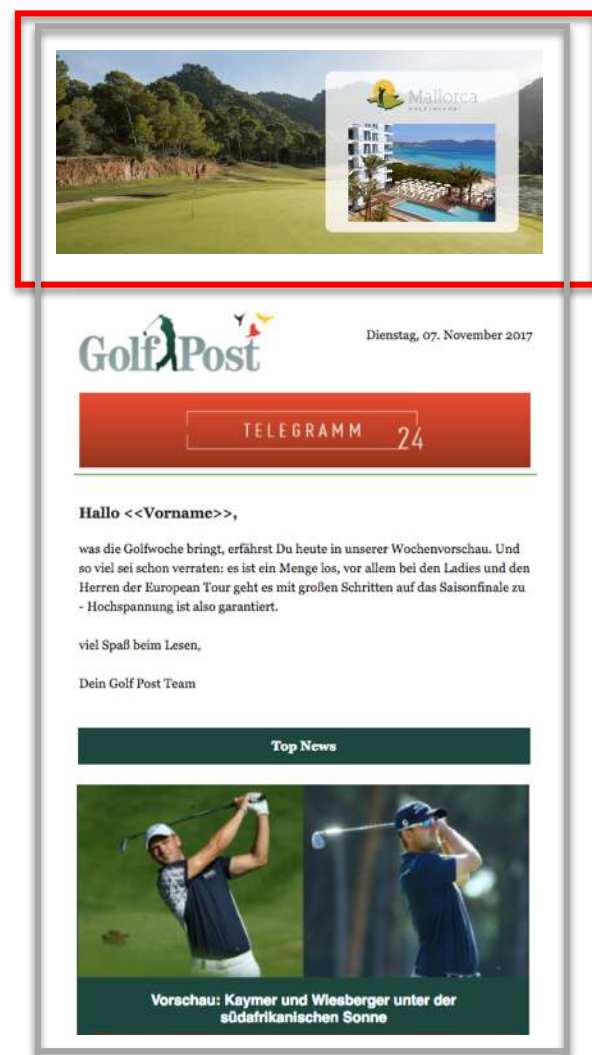 Mallorca
GOLF ISLAND
Golf Post
Dienstag, 07. November 2017
TELEGRAMM 24
Hallo <<Vorname>>,
was die Golfwoche bringt, erfährst Du heute in unserer Wochenvorschau. Und
so viel sei schon verraten: es ist ein Menge los, vor allem bei den Ladies und den
Herren der European Tour geht es mit großen Schritten auf das Saisonfinale zu
- Hochspannung ist also garantiert.
viel Spaß beim Lesen,
Dein Golf Post Team
Top News
Vorschau: Kaymer und Wiesberger unter der
südafrikanischen Sonne